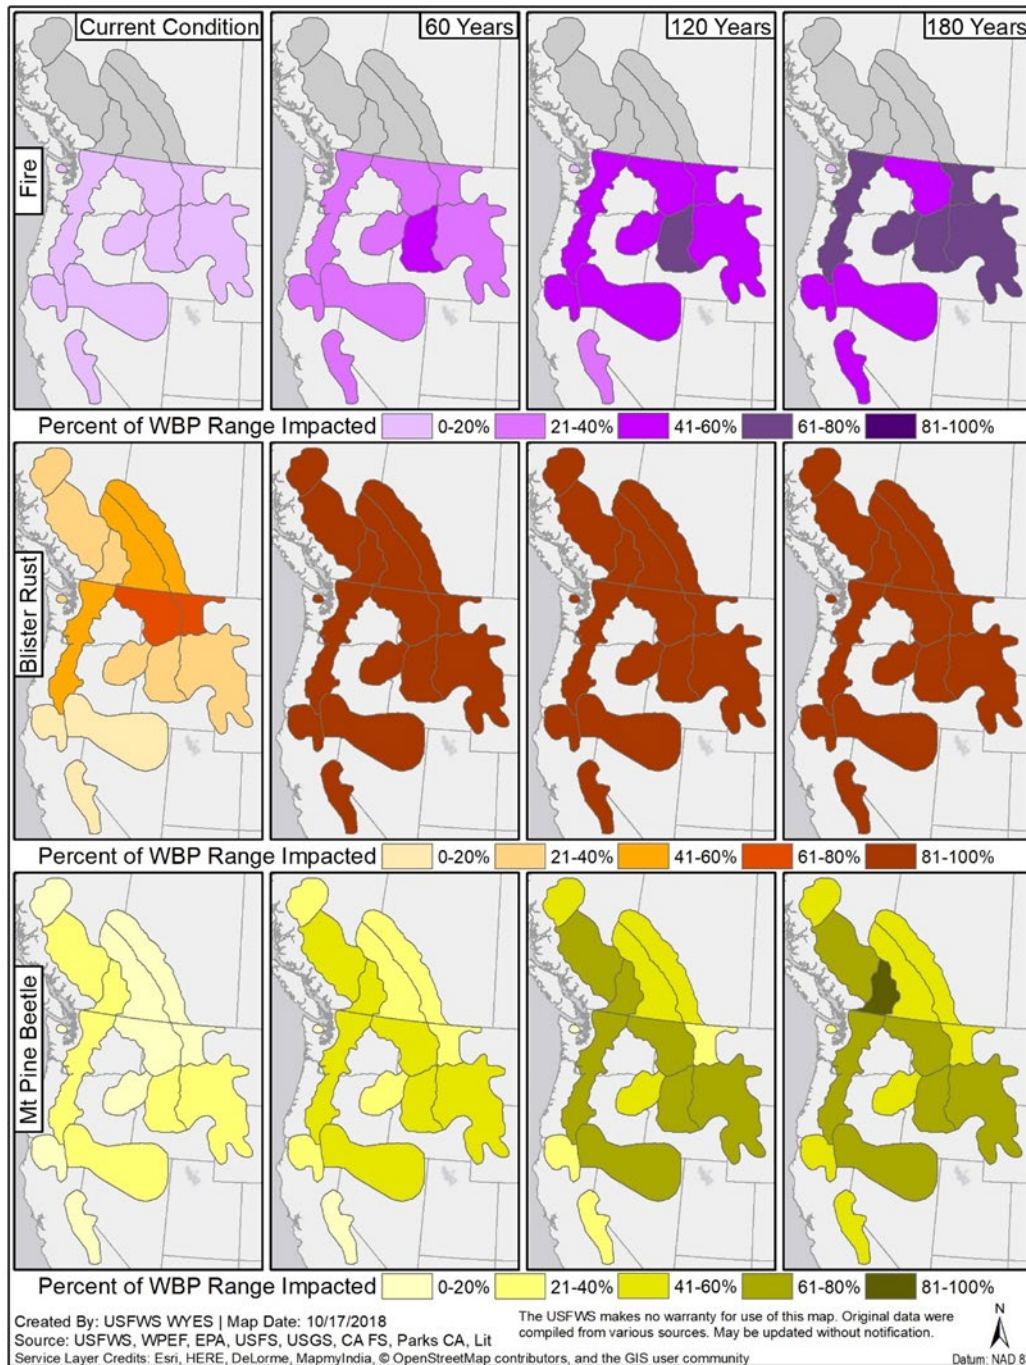 Current Condition
60 Years
120 Years
180 Years
Fire
Percent of WBP Range Impacted 0-20% 21-40% 41-60% 61-80% 81-100%
Blister Rust
Percent of WBP Range Impacted 0-20% 21-40% 41-60% 61-80% 81-100%
Mt Pine Beetle
Percent of WBP Range Impacted 0-20% 21-40% 41-60% 61-80% 81-100%
Created By: USFWS WYES | Map Date: 10/17/2018
Source: USFWS, WPEF, EPA, USFS, USGS, CA FS, Parks CA, Lit
Service Layer Credits: Esri, HERE, DeLorme, MapmyIndia, © OpenStreetMap contributors, and the GIS user community
The USFWS makes no warranty for use of this map. Original data were
compiled from various sources. May be updated without notification.
N
Datum: NAD 8